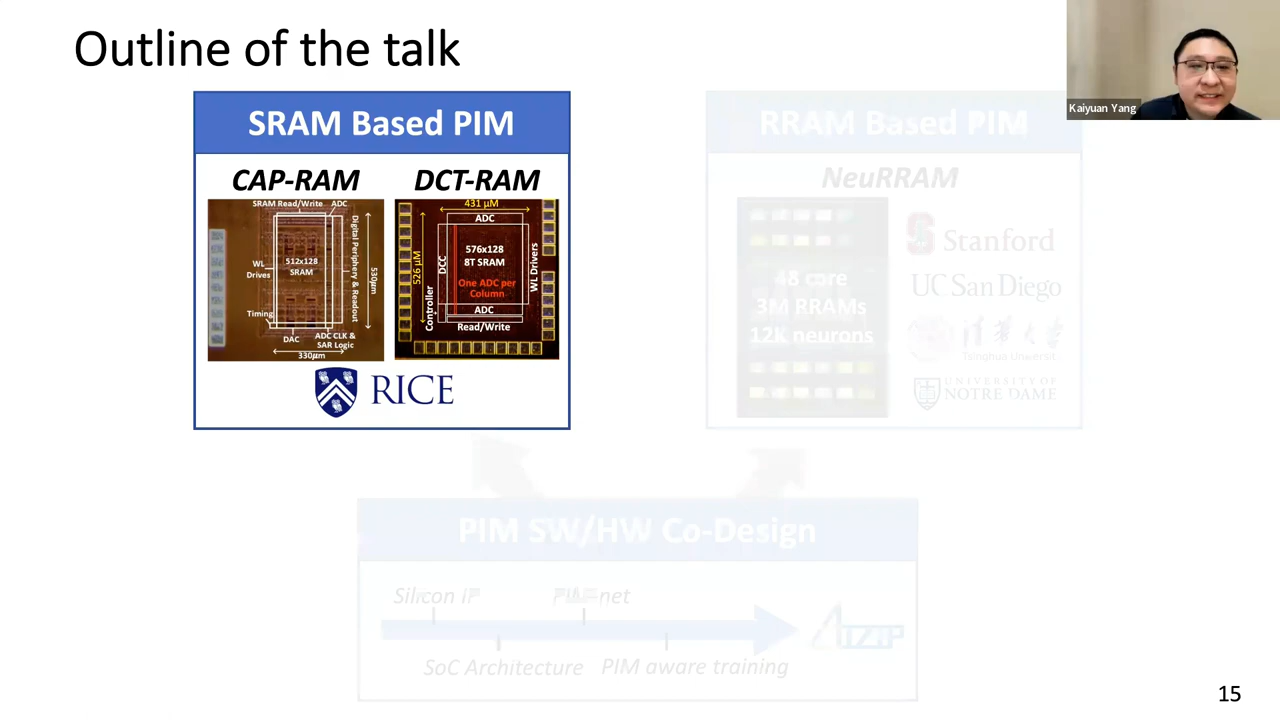 Outline of the talk
Kaiyuan Yang
SRAM Based PIM
CAP-RAM
DCT-RAM
SRAM Read/Write
ADC
512x128
SRAM
WL
Drives
Timing
DAC
ADC CLK &
SAR Logic
Digital Periphery & Readout
530μm
330μm
431 μM
526 μM
ADC
DCC
576x128
8T SRAM
One ADC per
Column
WL Drivers
Controller
ADC
Read/Write
RICE
RRAM Based PIM
NeuRRAM
48 core
3M RRAMs
12K neurons
Stanford
UC San Diego
Tsinghua University
UNIVERSITY OF
NOTRE DAME
PIM SW/HW Co-Design
Silicon IP
PIM-net
SoC Architecture
PIM aware training
AIZIP
15